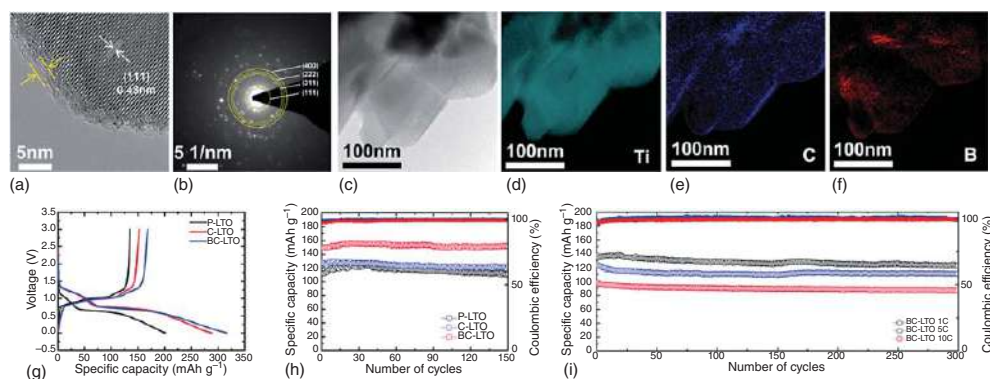 (111)
0.48nm
5nm
(a)
(400)
(222)
(311)
(111)
5 1/nm
(b)
100nm
(c)
100nm
Ti
(d)
100nm
C
(e)
100nm
B
(f)
3.5
3.0
2.5
2.0
1.5
1.0
0.5
0.0
Voltage (V)
P-LTO
C-LTO
BC-LTO
0 50 100 150 200 250 300 350
Specific capacity (mAh g⁻¹)
(g)
200
180
160
140
120
100
80
60
40
20
0
Specific capacity (mAh g⁻¹)
100
50
0
Coulombic efficiency (%)
P-LTO
C-LTO
BC-LTO
0 30 60 90 120 150
Number of cycles
(h)
200
180
160
140
120
100
80
60
40
20
0
Specific capacity (mAh g⁻¹)
100
50
0
Coulombic efficiency (%)
BC-LTO 1C
BC-LTO 5C
BC-LTO 10C
0 50 100 150 200 250 300
Number of cycles
(i)